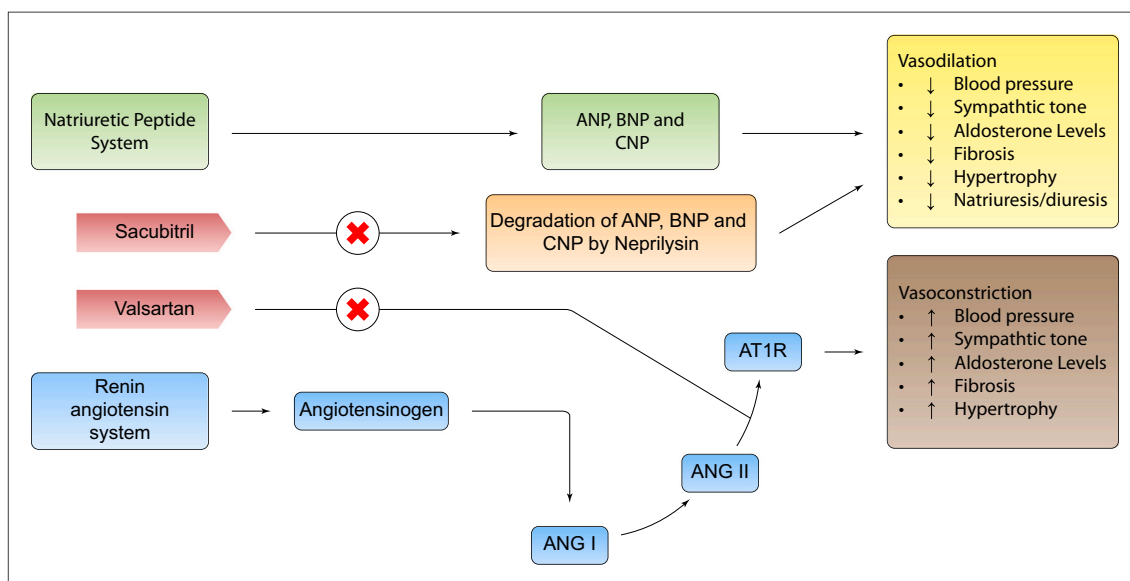 Natriuretic Peptide
System
ANP, BNP and
CNP
Vasodilation
• ↓ Blood pressure
• ↓ Sympathtic tone
• ↓ Aldosterone Levels
• ↓ Fibrosis
• ↓ Hypertrophy
• ↓ Natriuresis/diuresis
Sacubitril
Degradation of ANP, BNP and
CNP by Neprilysin
Valsartan
Vasoconstriction
• ↑ Blood pressure
• ↑ Sympathtic tone
• ↑ Aldosterone Levels
• ↑ Fibrosis
• ↑ Hypertrophy
AT1R
Renin
angiotensin
system
Angiotensinogen
ANG II
ANG I